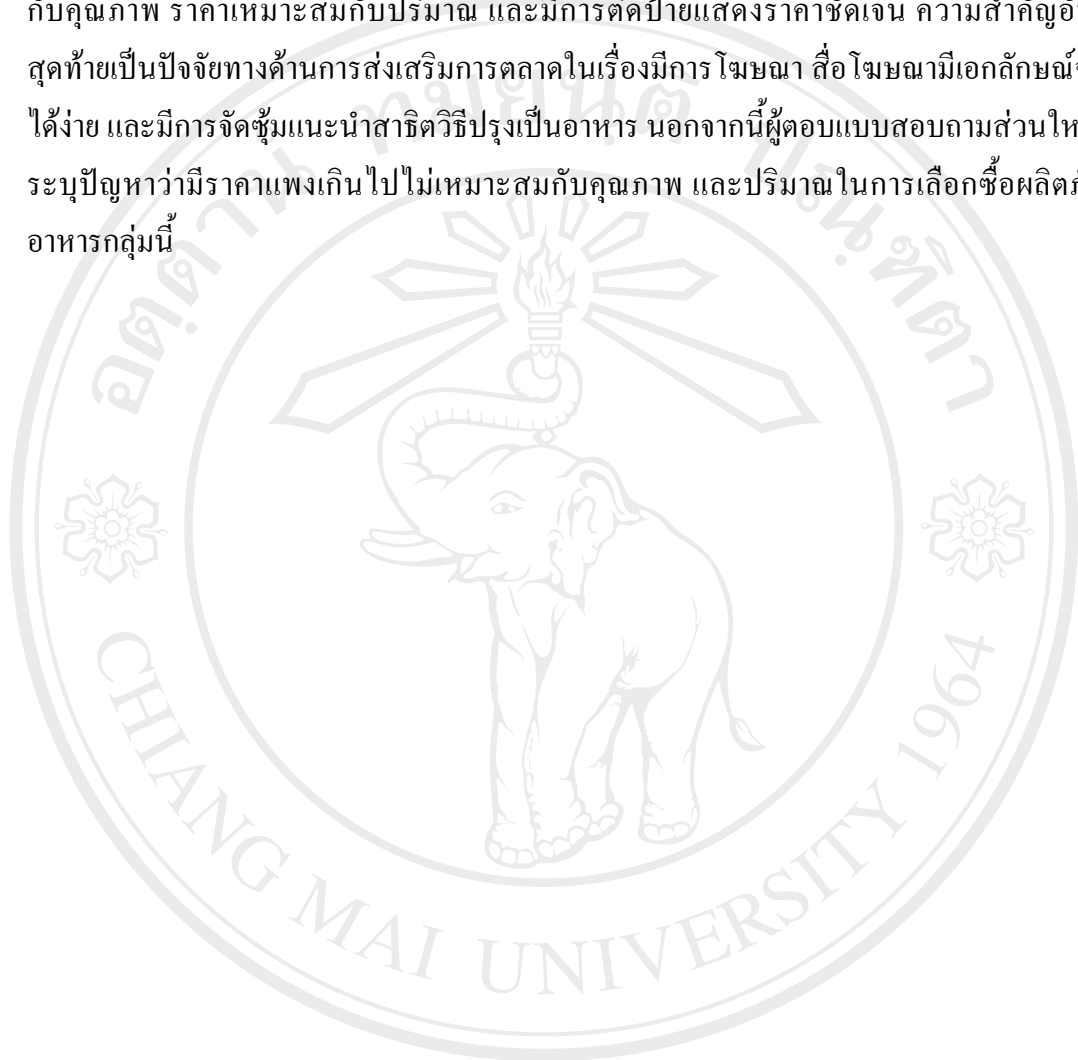 กับคุณภาพ ราคาเหมาะสมกับปริมาณ และมีการติดป้ายแสดงราคาชัดเจน ความสำคัญ
สุดท้ายเป็นปัจจัยทางด้านการส่งเสริมการตลาดในเรื่องมีการโฆษณา สื่อโฆษณามีเอกลักษณ์
ได้ง่าย และมีการจัดซุ้มแนะนำสาธิตวิธีปรุงเป็นอาหาร นอกจากนี้ผู้ตอบแบบสอบถามส่วน
ระบุปัญหาว่ามีราคาแพงเกินไปไม่เหมาะสมกับคุณภาพ และปริมาณในการเลือกซื้อ
อาหารกลุ่มนี้
อตฺตานํ ทมยนฺติ ปณฺฑิตา
CHIANG MAI UNIVERSITY 1964